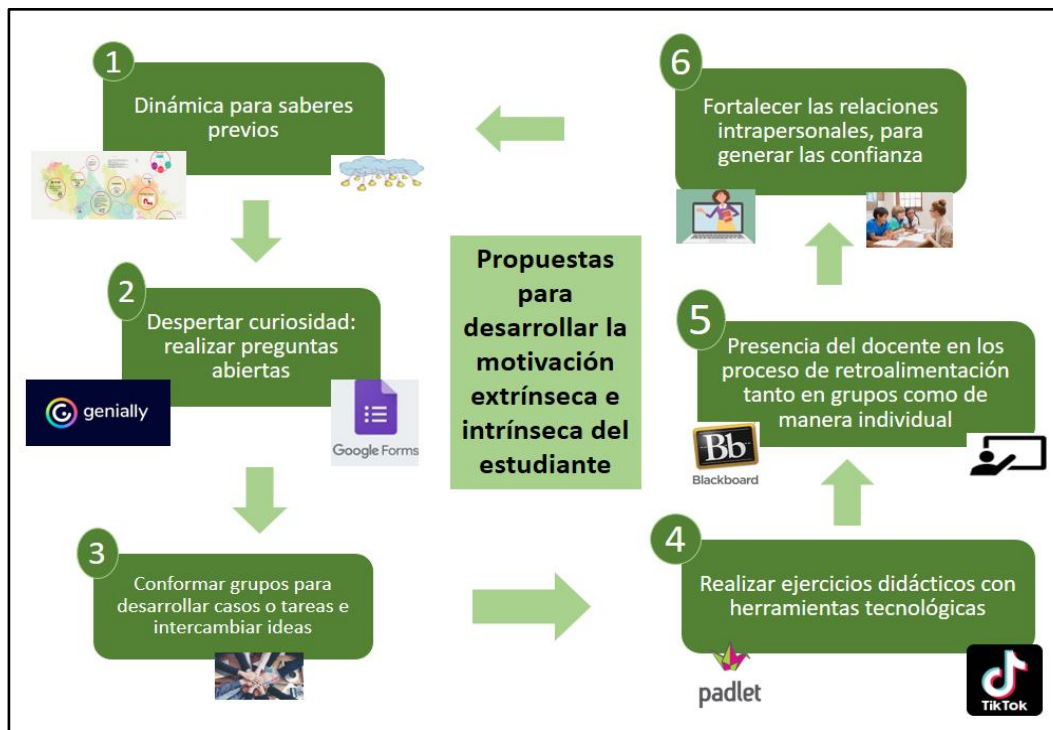 1
Dinámica para saberes
previos
2
Despertar curiosidad:
realizar preguntas
abiertas
genially
Google Forms
3
Conformar grupos para
desarrollar casos o tareas e
intercambiar ideas
Propuestas
para
desarrollar la
motivación
extrínseca e
intrínseca del
estudiante
4
Realizar ejercicios didácticos con
herramientas tecnológicas
padlet
TikTok
5
Presencia del docente en los
proceso de retroalimentación
tanto en grupos como de
manera individual
Bb
Blackboard
6
Fortalecer las relaciones
intrapersonales, para
generar las confianza